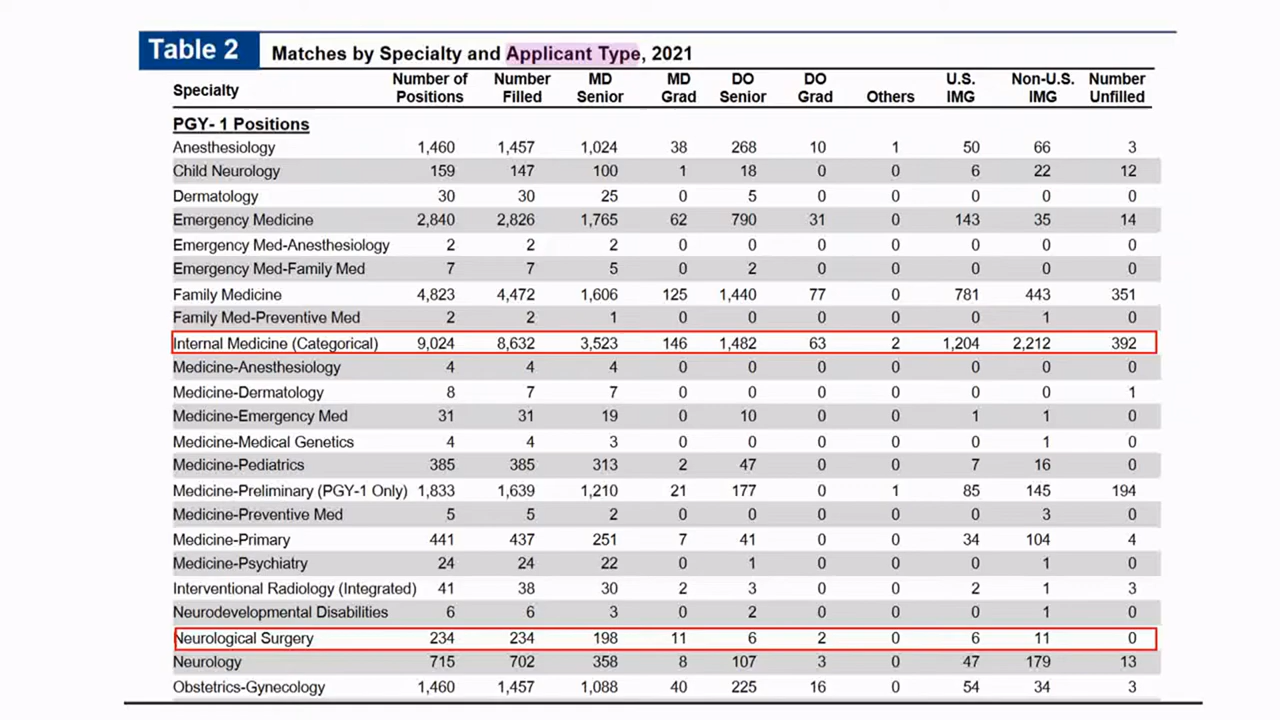 Table 2 Matches by Specialty and Applicant Type, 2021
Specialty Number of Positions Number Filled MD Senior MD Grad DO Senior DO Grad Others U.S. IMG Non-U.S. IMG Number Unfilled
PGY- 1 Positions
Anesthesiology 1,460 1,457 1,024 38 268 10 1 50 66 3
Child Neurology 159 147 100 1 18 0 0 6 22 12
Dermatology 30 30 25 0 5 0 0 0 0 0
Emergency Medicine 2,840 2,826 1,765 62 790 31 0 143 35 14
Emergency Med-Anesthesiology 2 2 2 0 0 0 0 0 0 0
Emergency Med-Family Med 7 7 5 0 2 0 0 0 0 0
Family Medicine 4,823 4,472 1,606 125 1,440 77 0 781 443 351
Family Med-Preventive Med 2 2 1 0 0 0 0 0 1 0
Internal Medicine (Categorical) 9,024 8,632 3,523 146 1,482 63 2 1,204 2,212 392
Medicine-Anesthesiology 4 4 4 0 0 0 0 0 0 0
Medicine-Dermatology 8 7 7 0 0 0 0 0 0 1
Medicine-Emergency Med 31 31 19 0 10 0 0 1 1 0
Medicine-Medical Genetics 4 4 3 0 0 0 0 0 1 0
Medicine-Pediatrics 385 385 313 2 47 0 0 7 16 0
Medicine-Preliminary (PGY-1 Only) 1,833 1,639 1,210 21 177 0 1 85 145 194
Medicine-Preventive Med 5 5 2 0 0 0 0 0 3 0
Medicine-Primary 441 437 251 7 41 0 0 34 104 4
Medicine-Psychiatry 24 24 22 0 1 0 0 0 1 0
Interventional Radiology (Integrated) 41 38 30 2 3 0 0 2 1 3
Neurodevelopmental Disabilities 6 6 3 0 2 0 0 0 1 0
Neurological Surgery 234 234 198 11 6 2 0 6 11 0
Neurology 715 702 358 8 107 3 0 47 179 13
Obstetrics-Gynecology 1,460 1,457 1,088 40 225 16 0 54 34 3